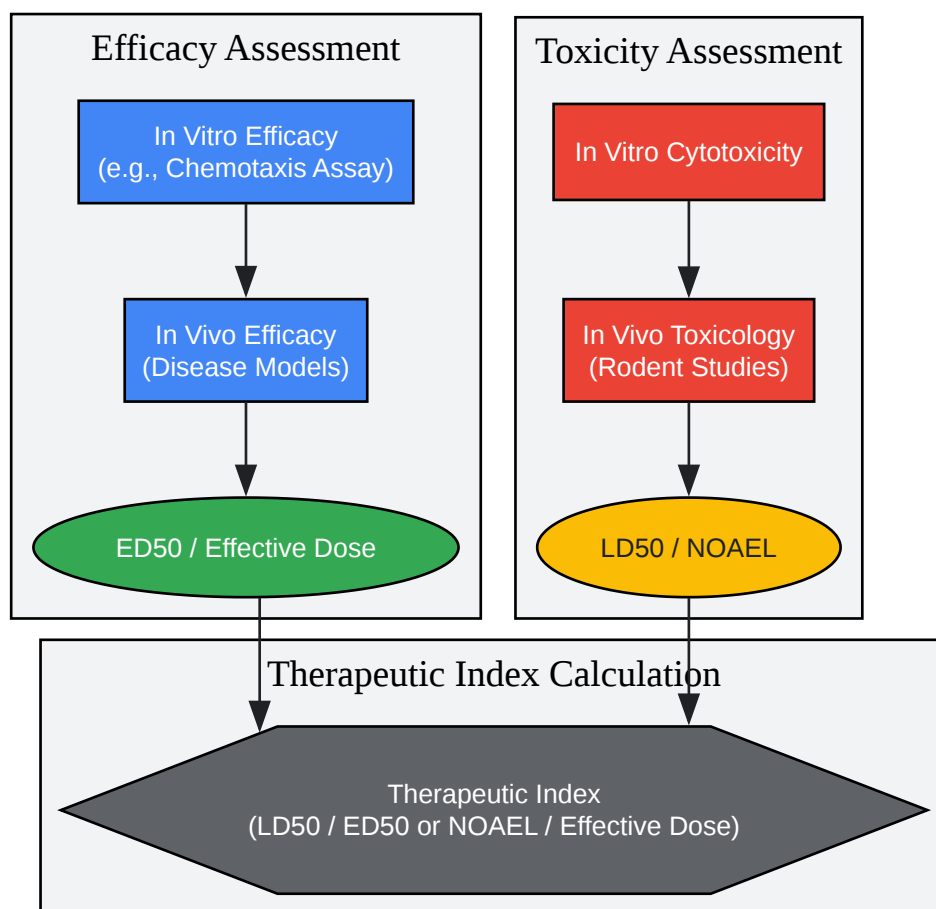 Efficacy Assessment
In Vitro Efficacy
(e.g., Chemotaxis Assay)
In Vivo Efficacy
(Disease Models)
ED50 / Effective Dose
Toxicity Assessment
In Vitro Cytotoxicity
In Vivo Toxicology
(Rodent Studies)
LD50 / NOAEL
Therapeutic Index Calculation
Therapeutic Index
(LD50 / ED50 or NOAEL / Effective Dose)